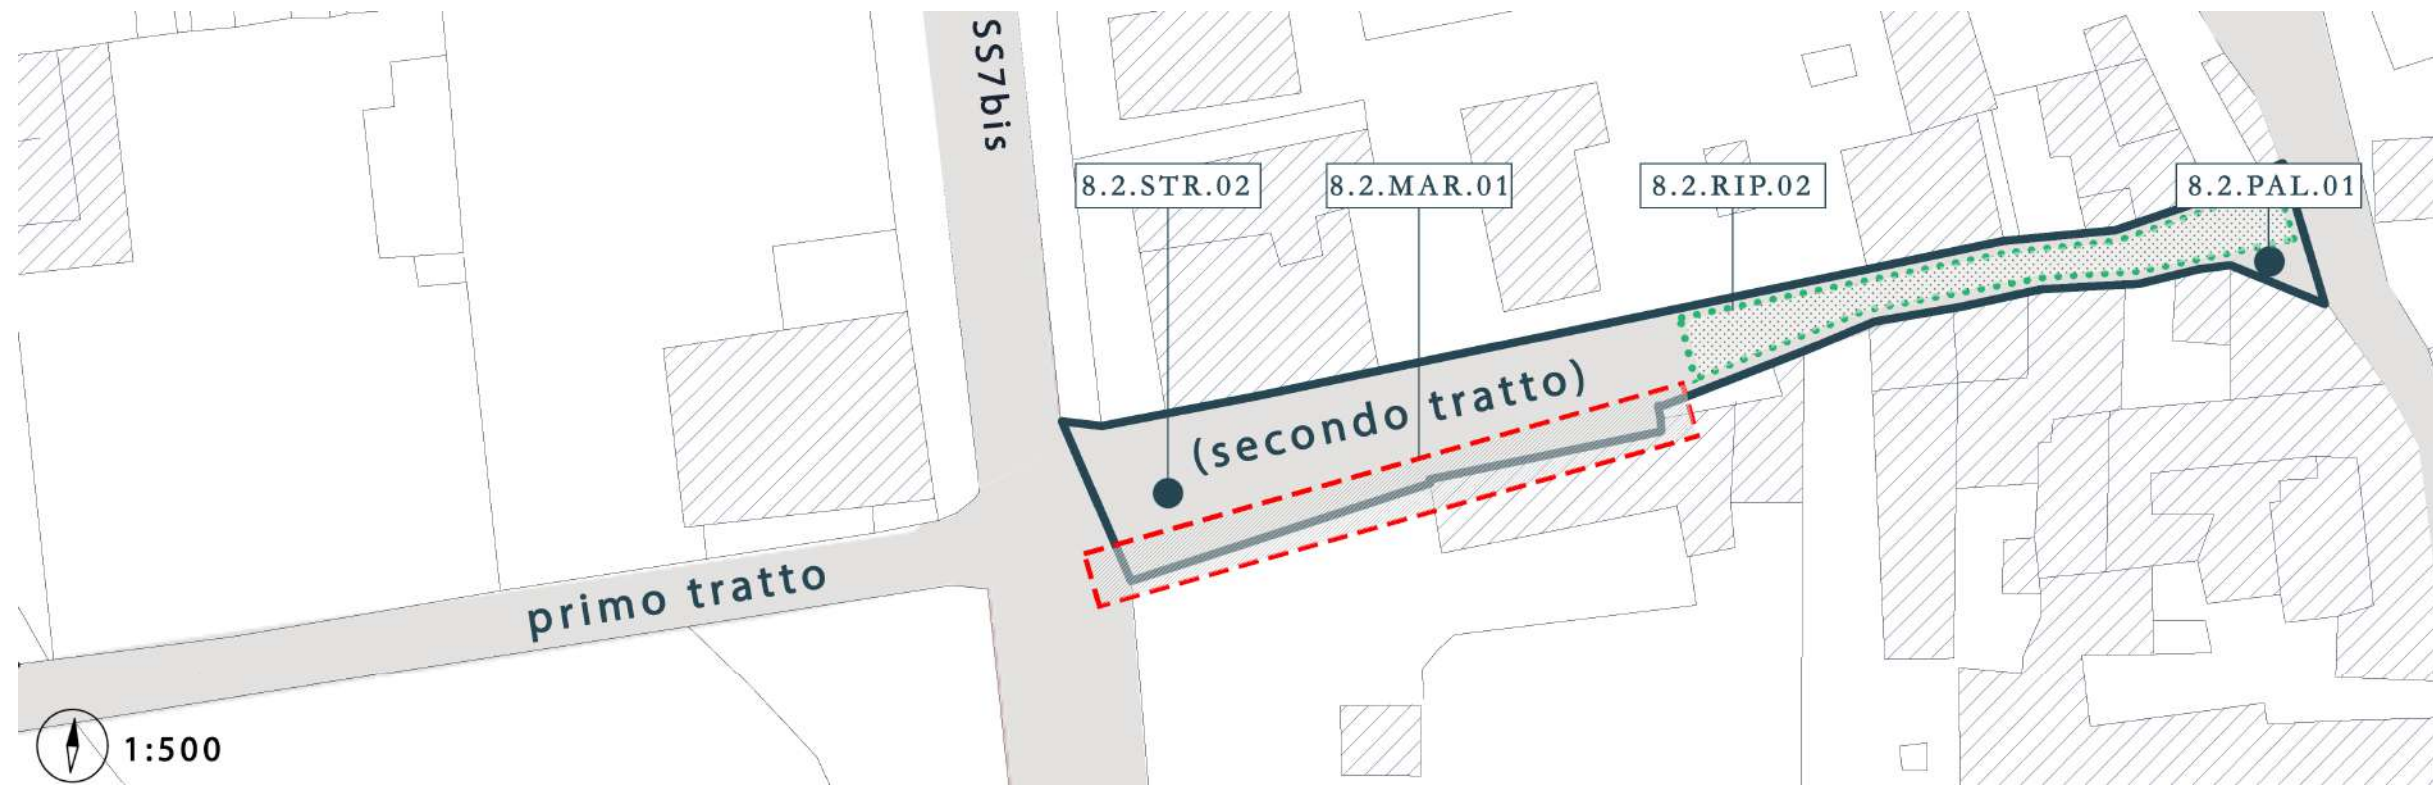 SS7bis
8.2.STR.02
8.2.MAR.01
8.2.RIP.02
8.2.PAL.01
(secondo tratto)
primo tratto
1:500